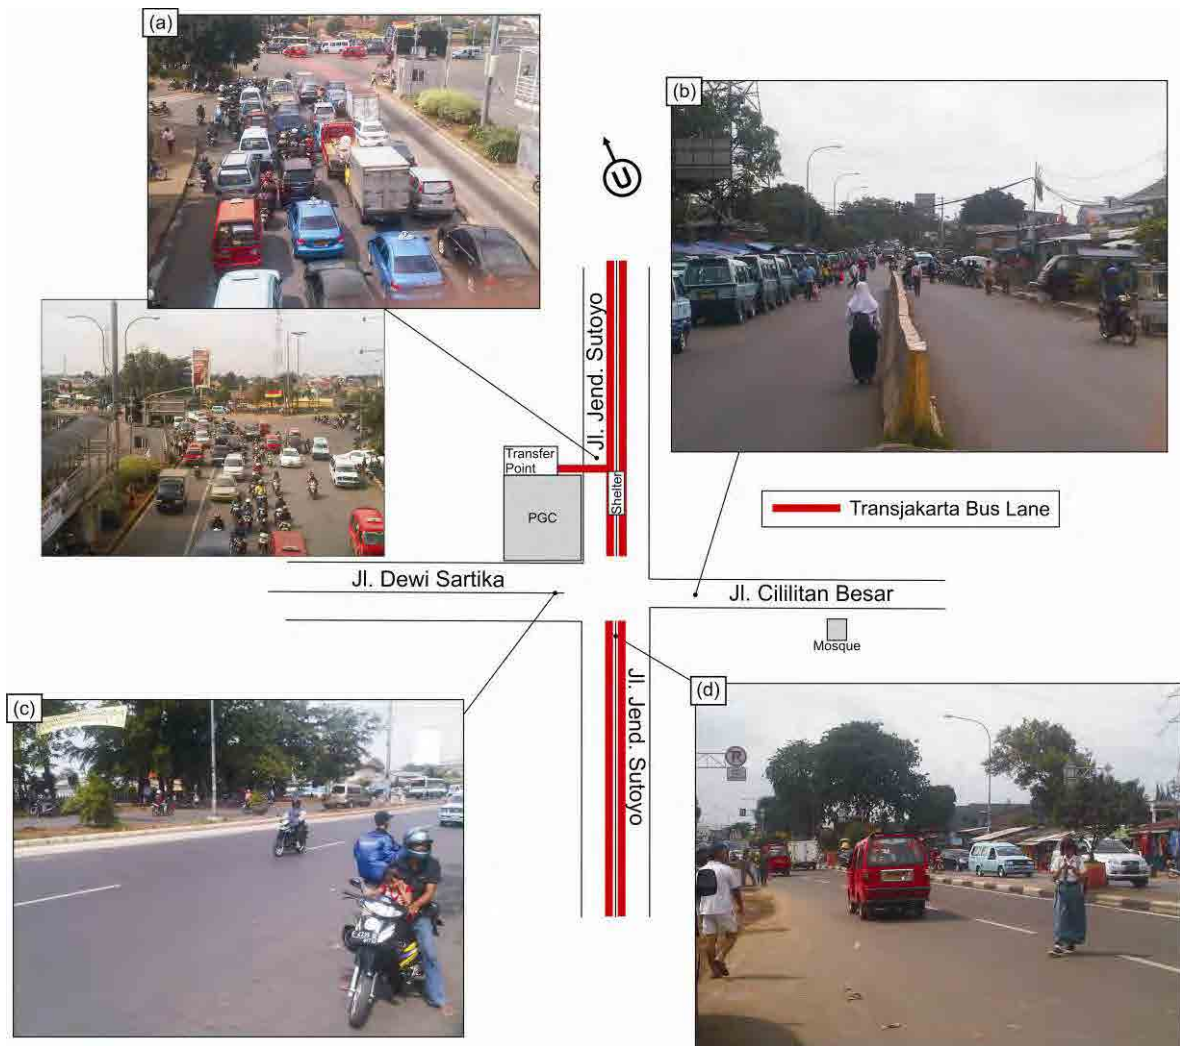 (a)
(b)
U
Jl. Jend. Sutoyo
Transfer
Point
Shelter
PGC
Transjakarta Bus Lane
Jl. Dewi Sartika
Jl. Cililitan Besar
Mosque
Jl. Jend. Sutoyo
(c)
(d)